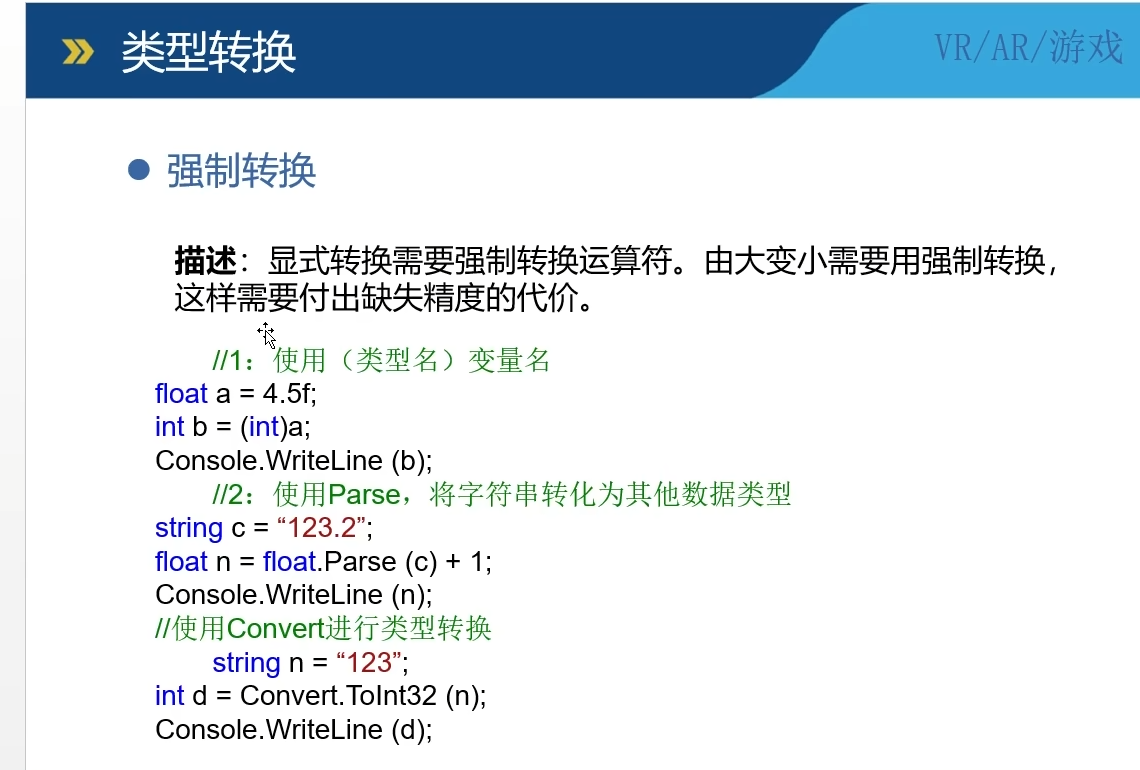 类型转换
VR/AR/游戏
强制转换
描述：显式转换需要强制转换运算符。由大变小需要用强制转换，
这样需要付出缺失精度的代价。
//1：使用（类型名）变量名
float a = 4.5f;
int b = (int)a;
Console.WriteLine (b);
//2：使用Parse，将字符串转化为其他数据类型
string c = “123.2”;
float n = float.Parse (c) + 1;
Console.WriteLine (n);
//使用Convert进行类型转换
string n = “123”;
int d = Convert.ToInt32 (n);
Console.WriteLine (d);